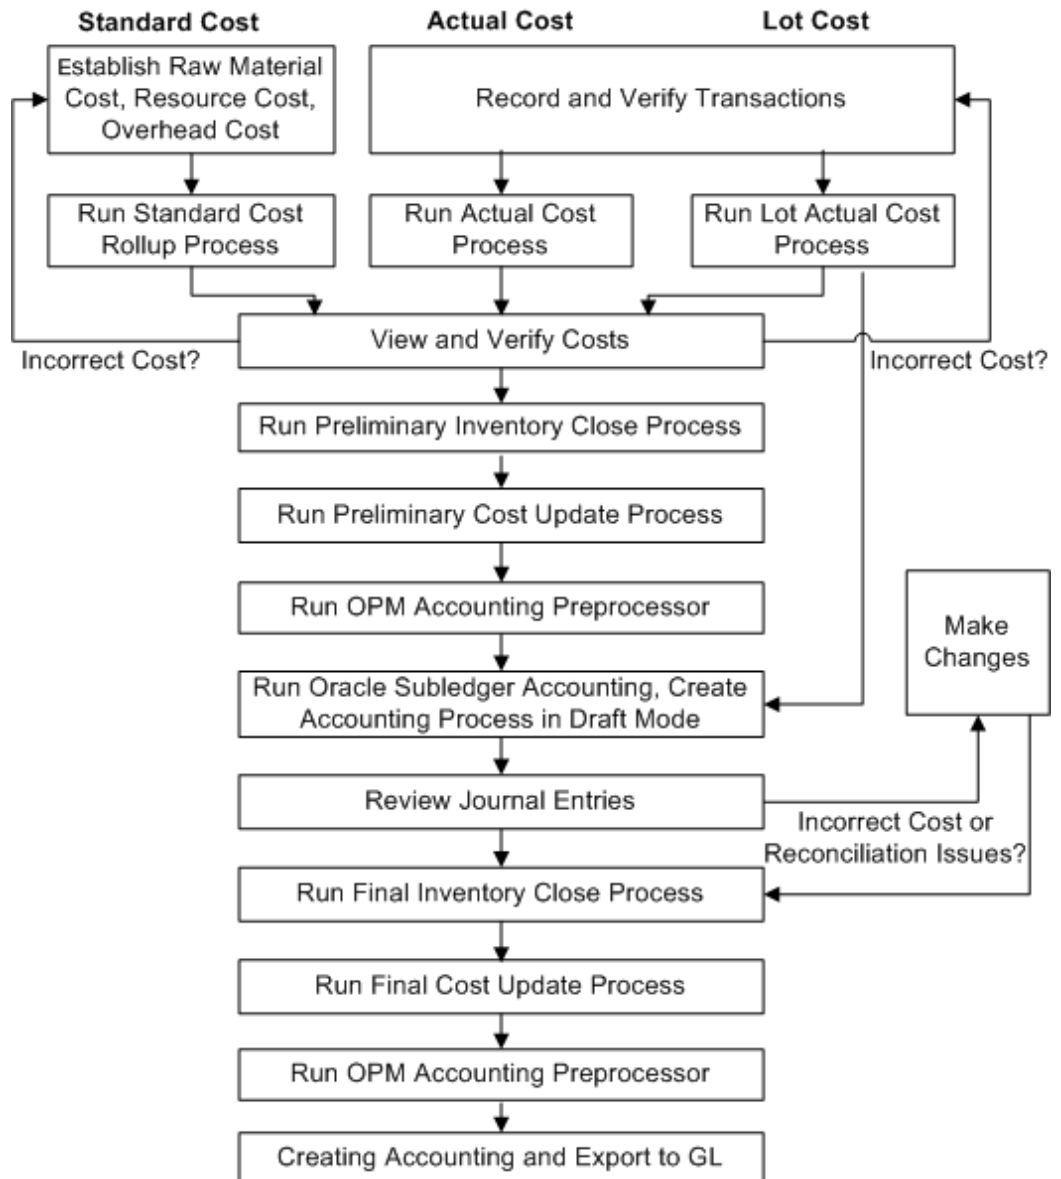 Standard Cost
Actual Cost
Lot Cost
Establish Raw Material
Cost, Resource Cost,
Overhead Cost
Record and Verify Transactions
Run Standard Cost
Rollup Process
Run Actual Cost
Process
Run Lot Actual Cost
Process
View and Verify Costs
Incorrect Cost?
Incorrect Cost?
Run Preliminary Inventory Close Process
Run Preliminary Cost Update Process
Run OPM Accounting Preprocessor
Make
Changes
Run Oracle Subledger Accounting, Create
Accounting Process in Draft Mode
Review Journal Entries
Incorrect Cost or
Reconciliation Issues?
Run Final Inventory Close Process
Run Final Cost Update Process
Run OPM Accounting Preprocessor
Creating Accounting and Export to GL